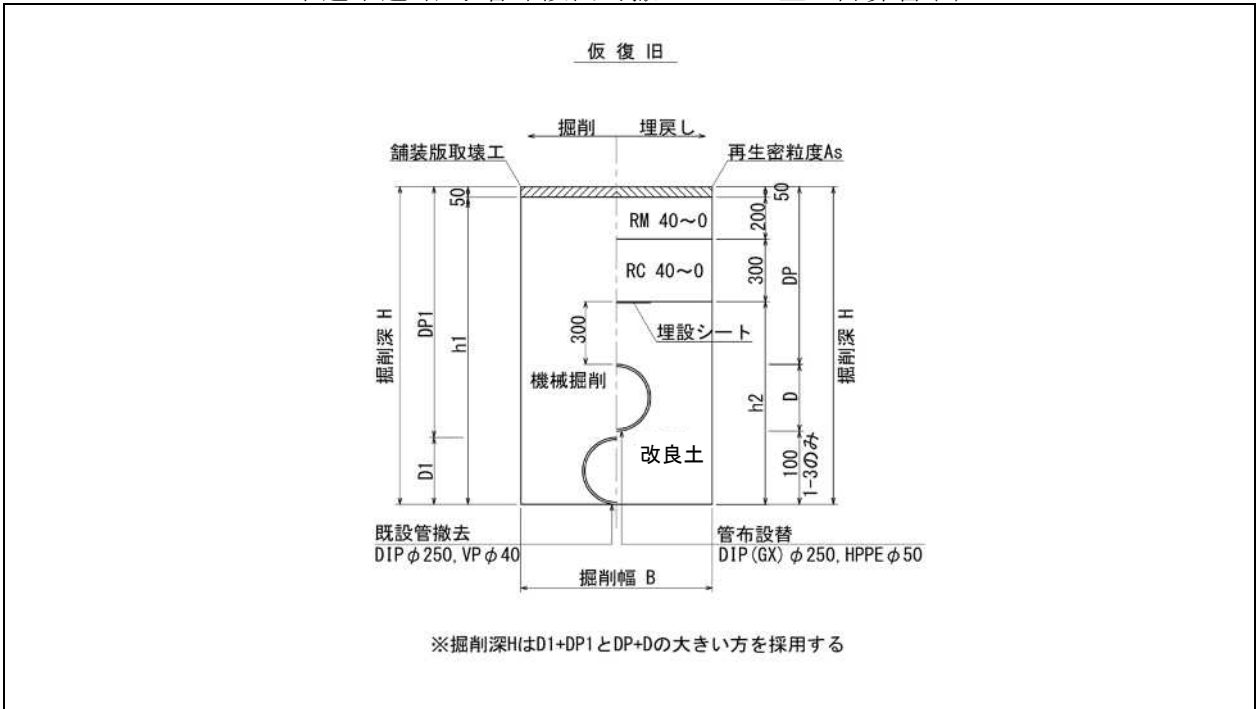 仮 復 旧
掘削 埋戻し
舗装版取壊工
再生密粒度As
50
50
RM 40～0
200
RC 40～0
300
DP
掘削深 H
DP1
h1
300
埋設シート
掘削深 H
機械掘削
h2
D
改良土
D1
100
1-3のみ
既設管撤去
DIPφ250, VPφ40
管布設替
DIP(GX)φ250, HPPEφ50
掘削幅 B
※掘削深HはD1+DP1とDP+Dの大きい方を採用する